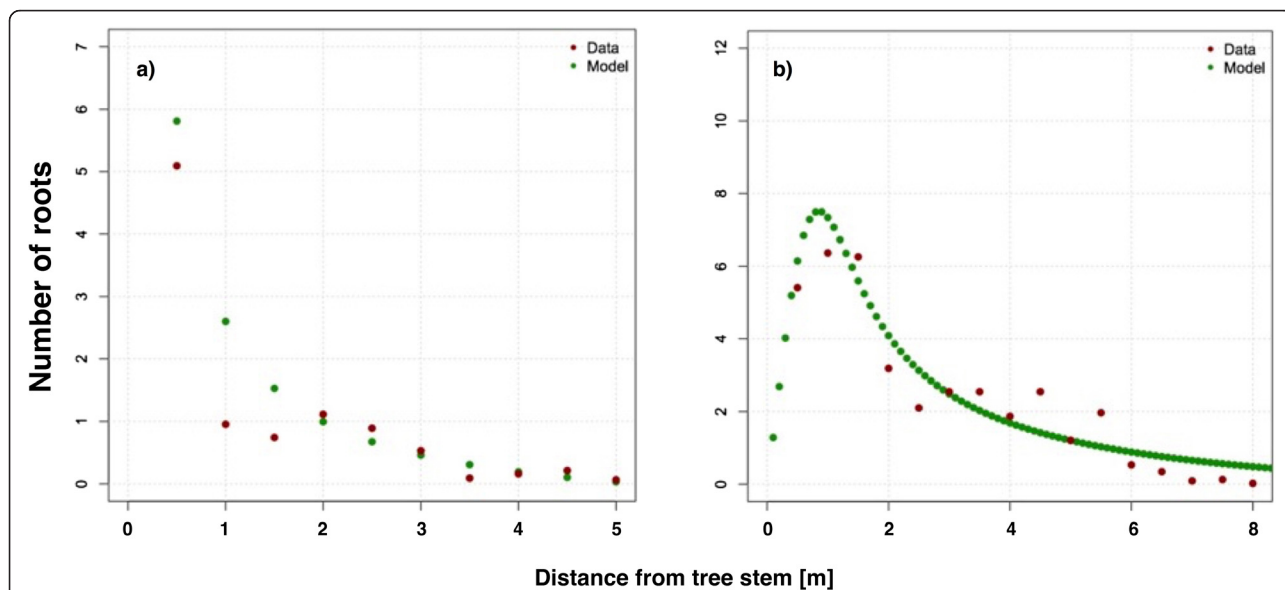 a)
Data
Model
b)
Data
Model
Number of roots
7
6
5
4
3
2
1
0
12
10
8
6
4
2
0
0 1 2 3 4 5
0 2 4 6 8
Distance from tree stem [m]